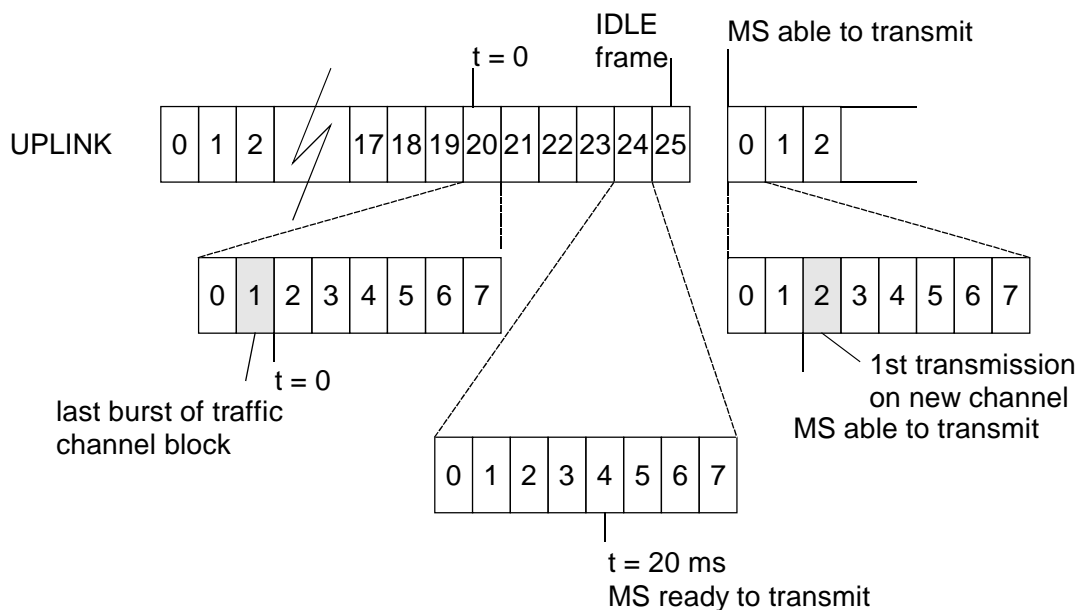 IDLE
frame
t = 0
MS able to transmit
UPLINK
0 1 2 17 18 19 20 21 22 23 24 25
0 1 2
0 1 2 3 4 5 6 7
0 1 2 3 4 5 6 7
t = 0
last burst of traffic
channel block
1st transmission
on new channel
MS able to transmit
0 1 2 3 4 5 6 7
t = 20 ms
MS ready to transmit